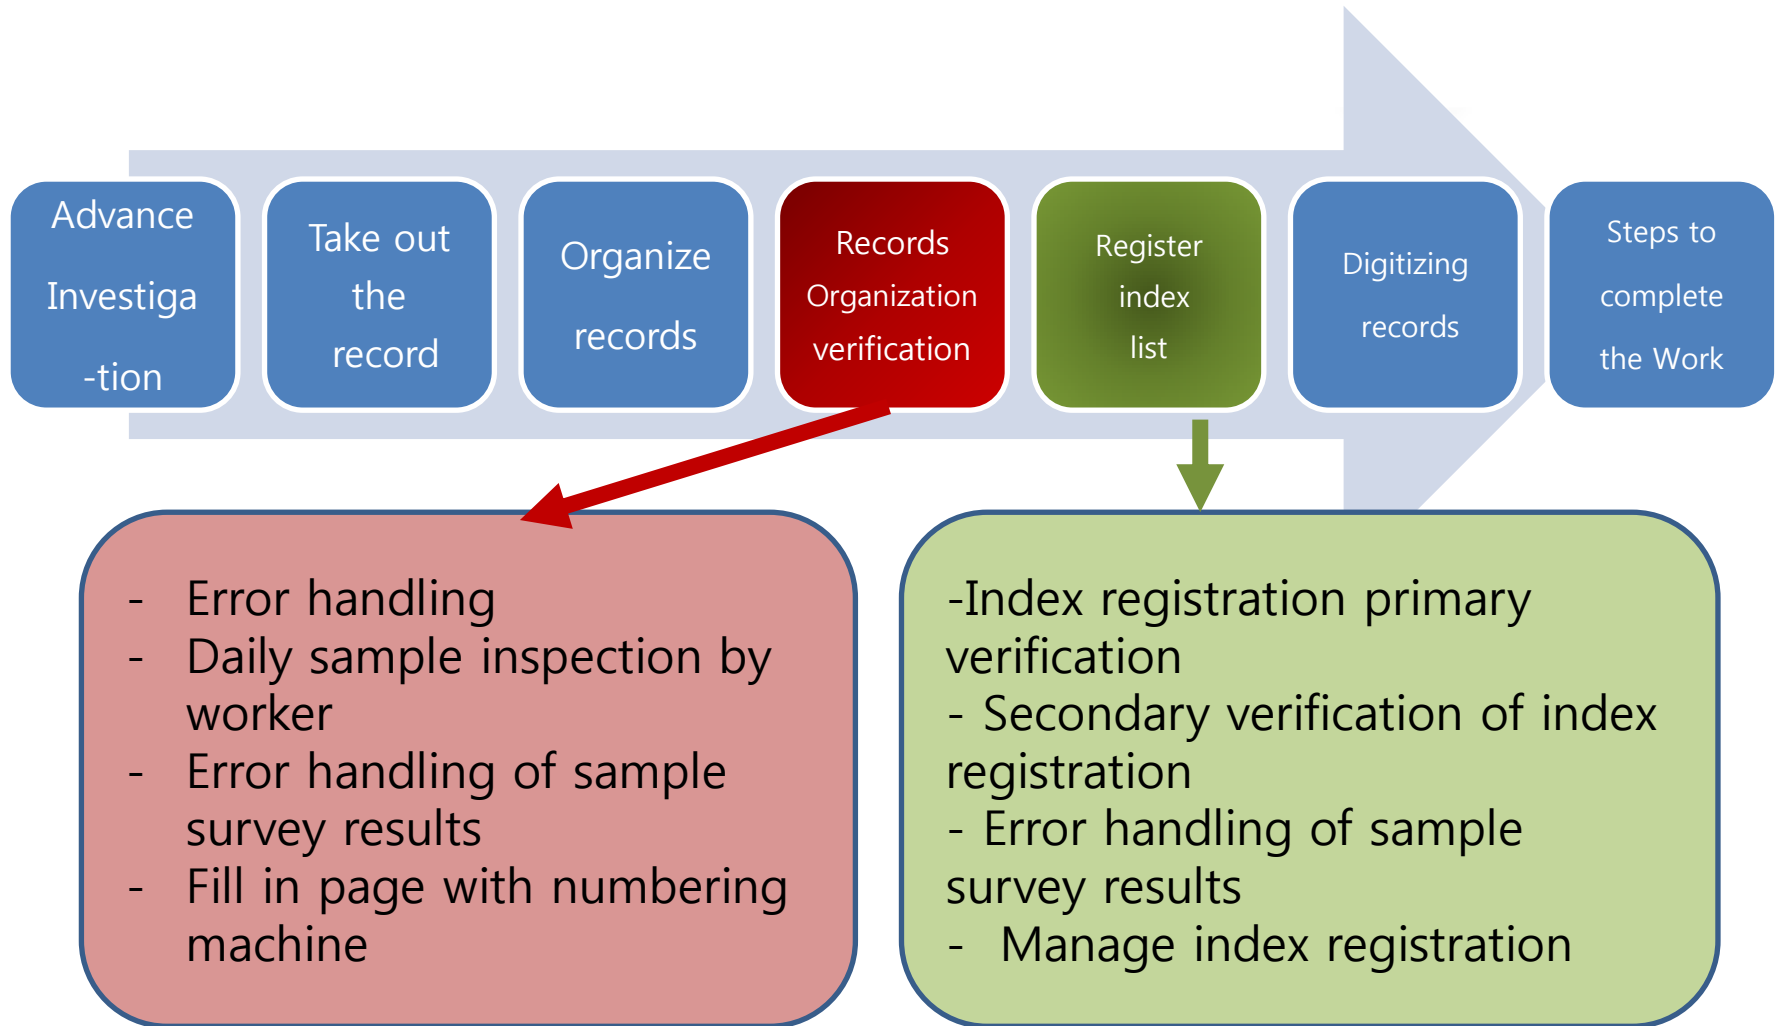 Advance
Investiga
-tion
Take out
the
record
Organize
records
Records
Organization
verification
Register
index
list
Digitizing
records
Steps to
complete
the Work
- Error handling
- Daily sample inspection by
worker
- Error handling of sample
survey results
- Fill in page with numbering
machine
-Index registration primary
verification
- Secondary verification of index
registration
- Error handling of sample
survey results
- Manage index registration